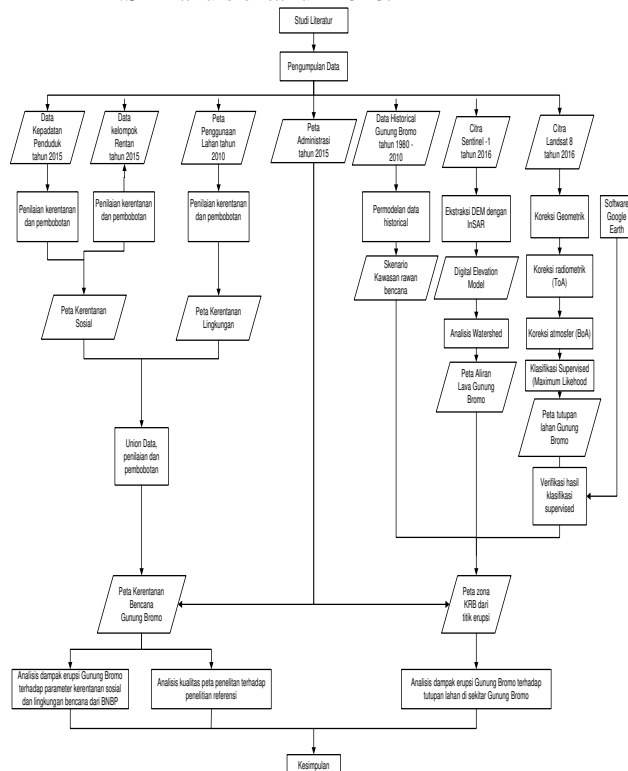 Studi Literatur
Pengumpulan Data
Data
Kepadatan
Penduduk
tahun 2015
Data
kelompok
Rentan
tahun 2015
Peta
Penggunaan
Lahan tahun
2010
Peta
Administrasi
tahun 2015
Data Historical
Gunung Bromo
tahun 1980 -
2010
Citra
Sentinel -1
tahun 2016
Citra
Landsat 8
tahun 2016
Penilaian kerentanan
dan pembobotan
Penilaian kerentanan
dan pembobotan
Penilaian kerentanan
dan pembobotan
Permodelan data
historical
Ekstraksi DEM dengan
InSAR
Koreksi Geometrik
Software
Google
Earth
Skenario
Kawasan rawan
bencana
Digital Elevation
Model
Koreksi radiometrik
(ToA)
Peta Kerentanan
Sosial
Peta Kerentanan
Lingkungan
Analisis Watershed
Koreksi atmosfer (BoA)
Peta Aliran
Lava Gunung
Bromo
Klasifikasi Supervised
(Maximum Likehood
Peta tutupan
lahan Gunung
Bromo
Union Data,
penilaian dan
pembobotan
Verifikasi hasil
klasifikasi
supervised
Peta Kerentanan
Bencana
Gunung Bromo
Peta zona
KRB dari
titik erupsi
Analisis dampak erupsi Gunung Bromo
terhadap parameter kerentanan sosial
dan lingkungan bencana dari BNBP
Analisis kualitas peta penelitan terhadap
penelitian referensi
Analisis dampak erupsi Gunung Bromo terhadap
tutupan lahan di sekitar Gunung Bromo
Kesimpulan